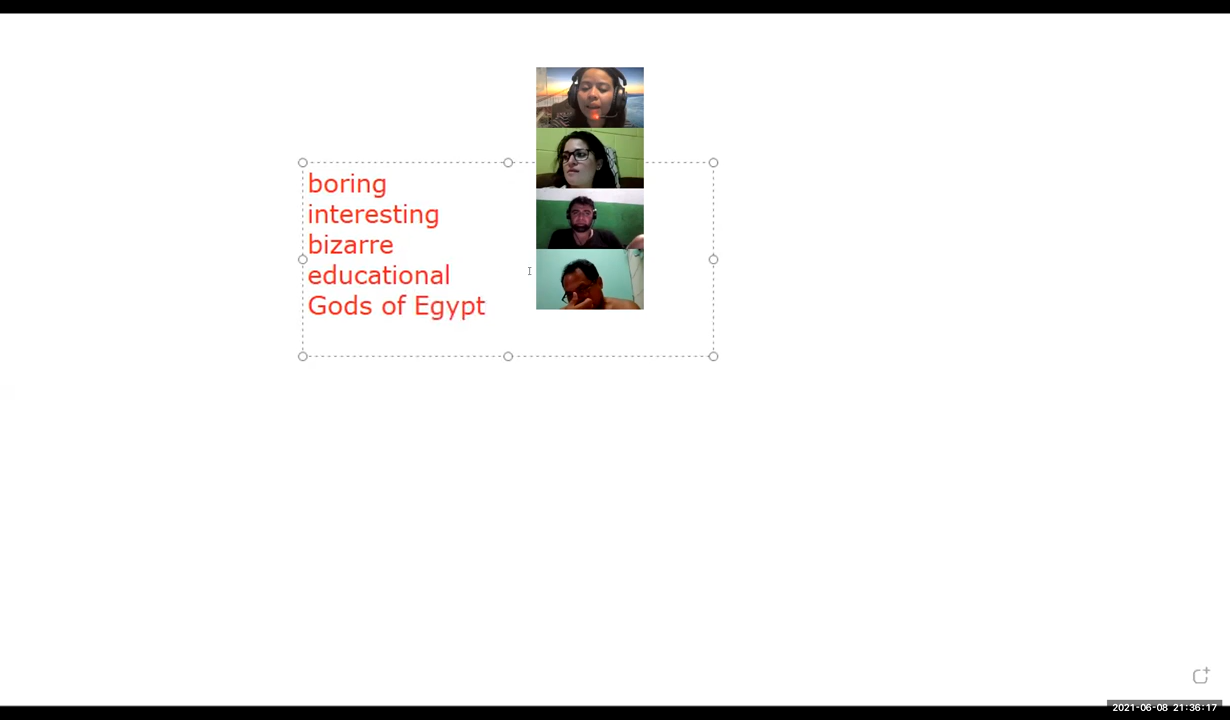 boring
interesting
bizarre
educational
Gods of Egypt
2021-06-08 21:36:17